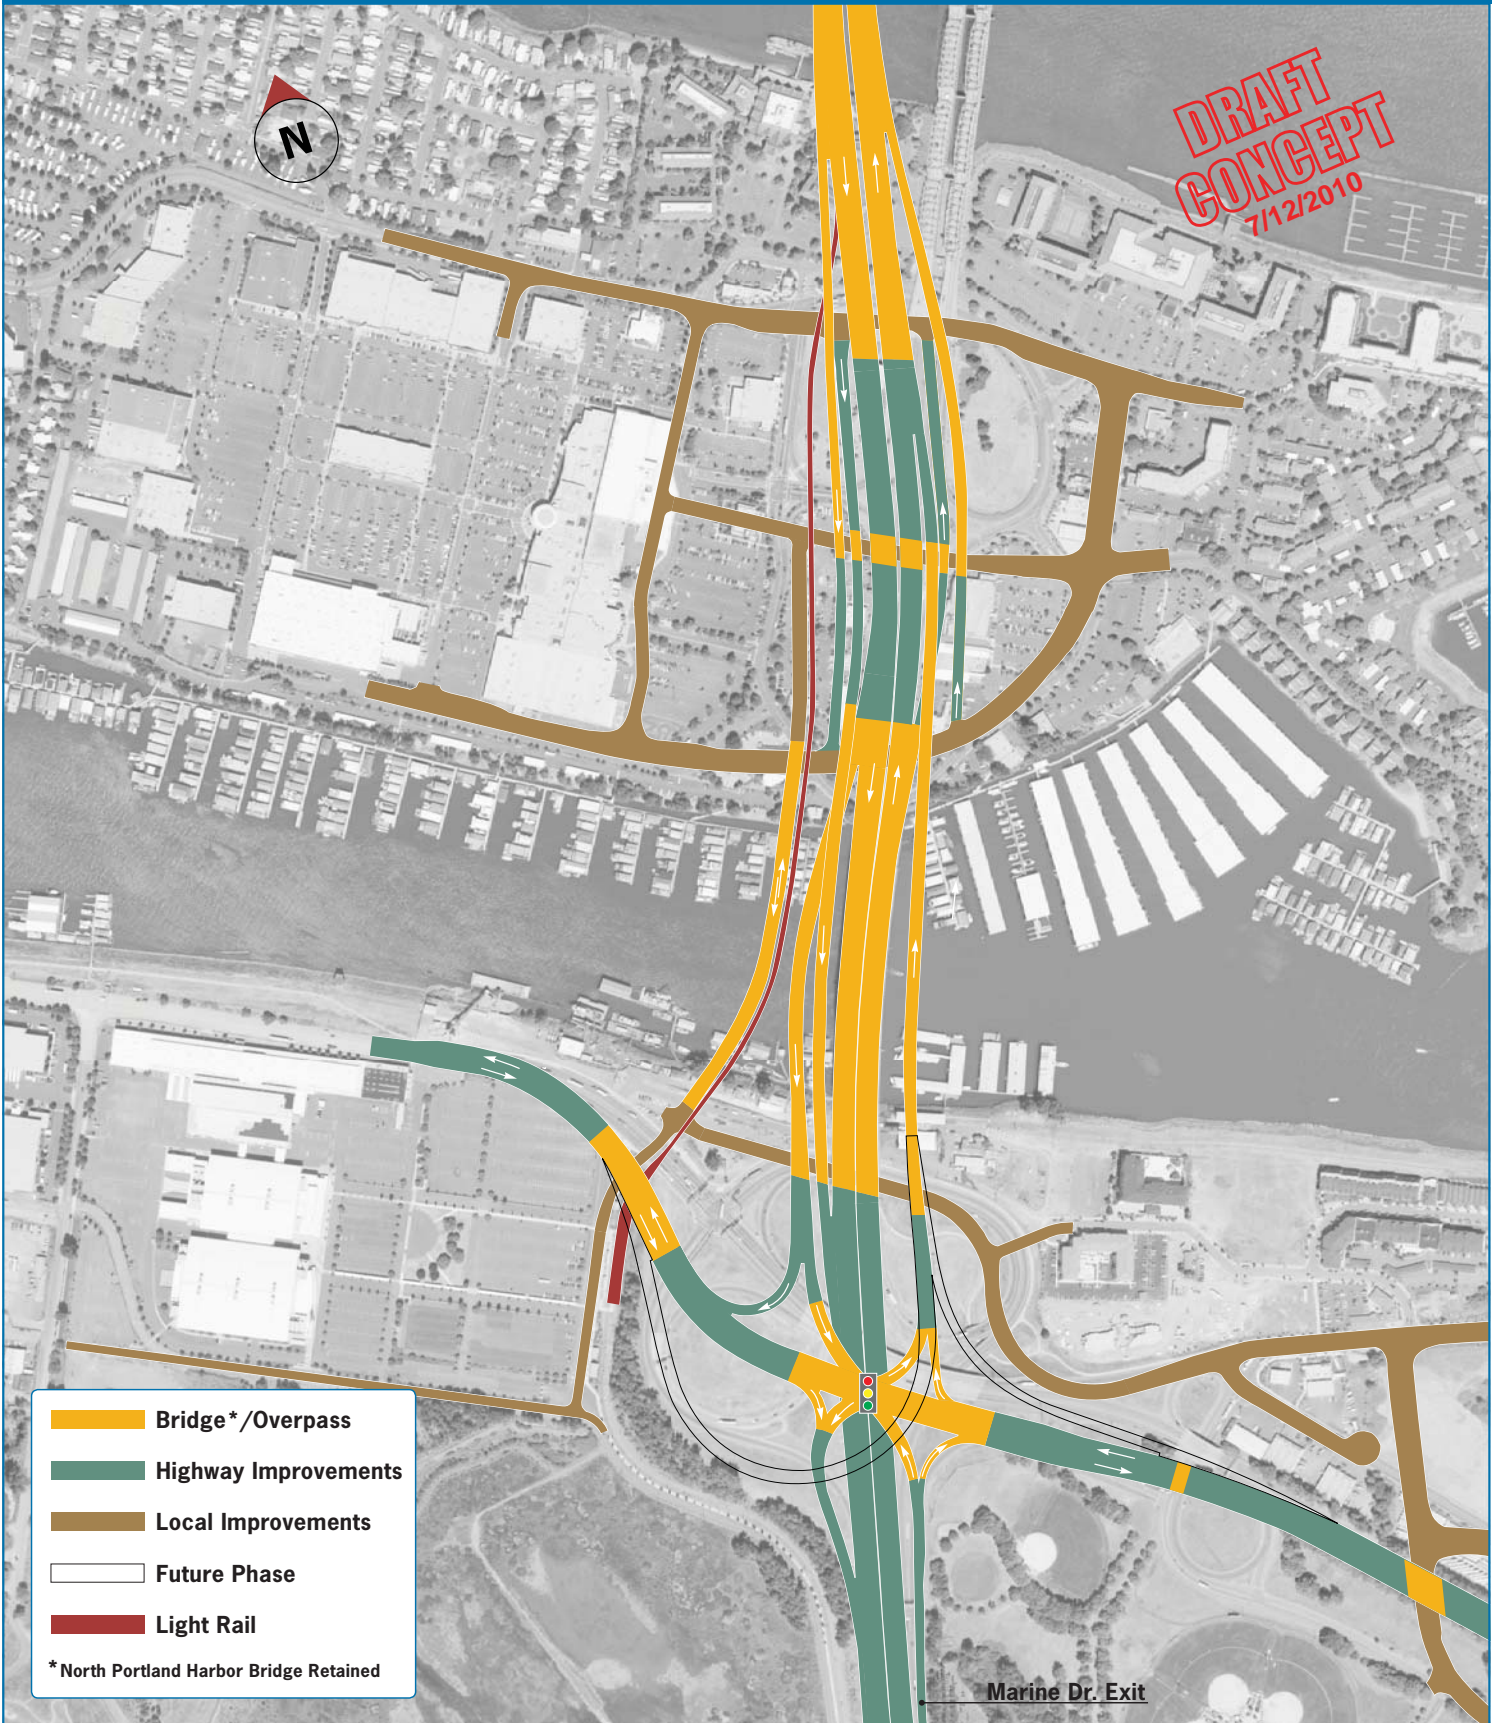 N
DRAFT
CONCEPT
7/12/2010
Bridge*/Overpass
Highway Improvements
Local Improvements
Future Phase
Light Rail
*North Portland Harbor Bridge Retained
Marine Dr. Exit